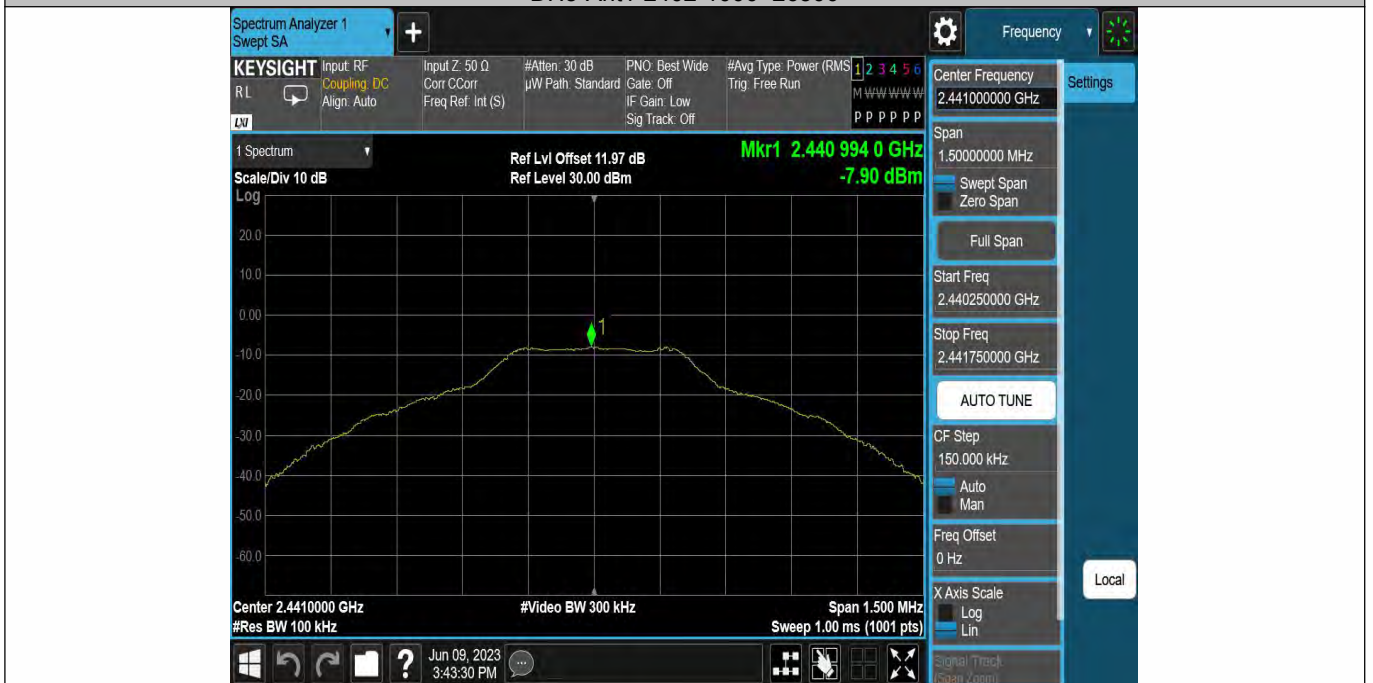 Spectrum Analyzer 1
Swept SA
+
Frequency
KEYSIGHT
RL
LXI
Input: RF
Coupling: DC
Align: Auto
Input Z: 50 Ω
Corr CCorr
Freq Ref: Int (S)
#Atten: 30 dB
µW Path: Standard
PNO: Best Wide
Gate: Off
IF Gain: Low
Sig Track: Off
#Avg Type: Power (RMS
Trig: Free Run
1 2 3 4 5 6
M W W W W W
P P P P P P
Center Frequency
2.441000000 GHz
Settings
1 Spectrum
Scale/Div 10 dB
Ref Lvl Offset 11.97 dB
Ref Level 30.00 dBm
Mkr1 2.440 994 0 GHz
-7.90 dBm
Span
1.50000000 MHz
Swept Span
Zero Span
Full Span
Start Freq
2.440250000 GHz
Stop Freq
2.441750000 GHz
AUTO TUNE
CF Step
150.000 kHz
Auto
Man
Freq Offset
0 Hz
X Axis Scale
Log
Lin
Signal Track
(Span Zoom)
Local
Log
20.0
10.0
0.00
-10.0
-20.0
-30.0
-40.0
-50.0
-60.0
1
Center 2.4410000 GHz
#Res BW 100 kHz
#Video BW 300 kHz
Span 1.500 MHz
Sweep 1.00 ms (1001 pts)
?
Jun 09, 2023
3:43:30 PM